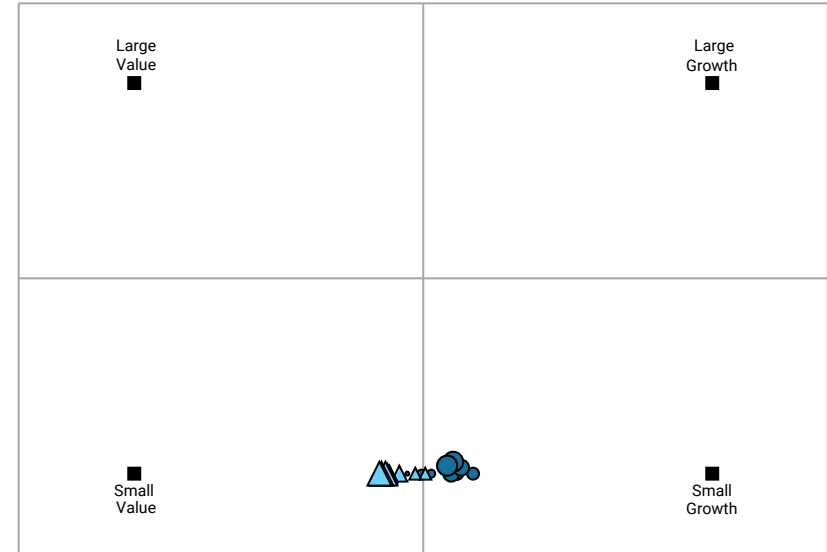 Large
Value
Large
Growth
Small
Value
Small
Growth